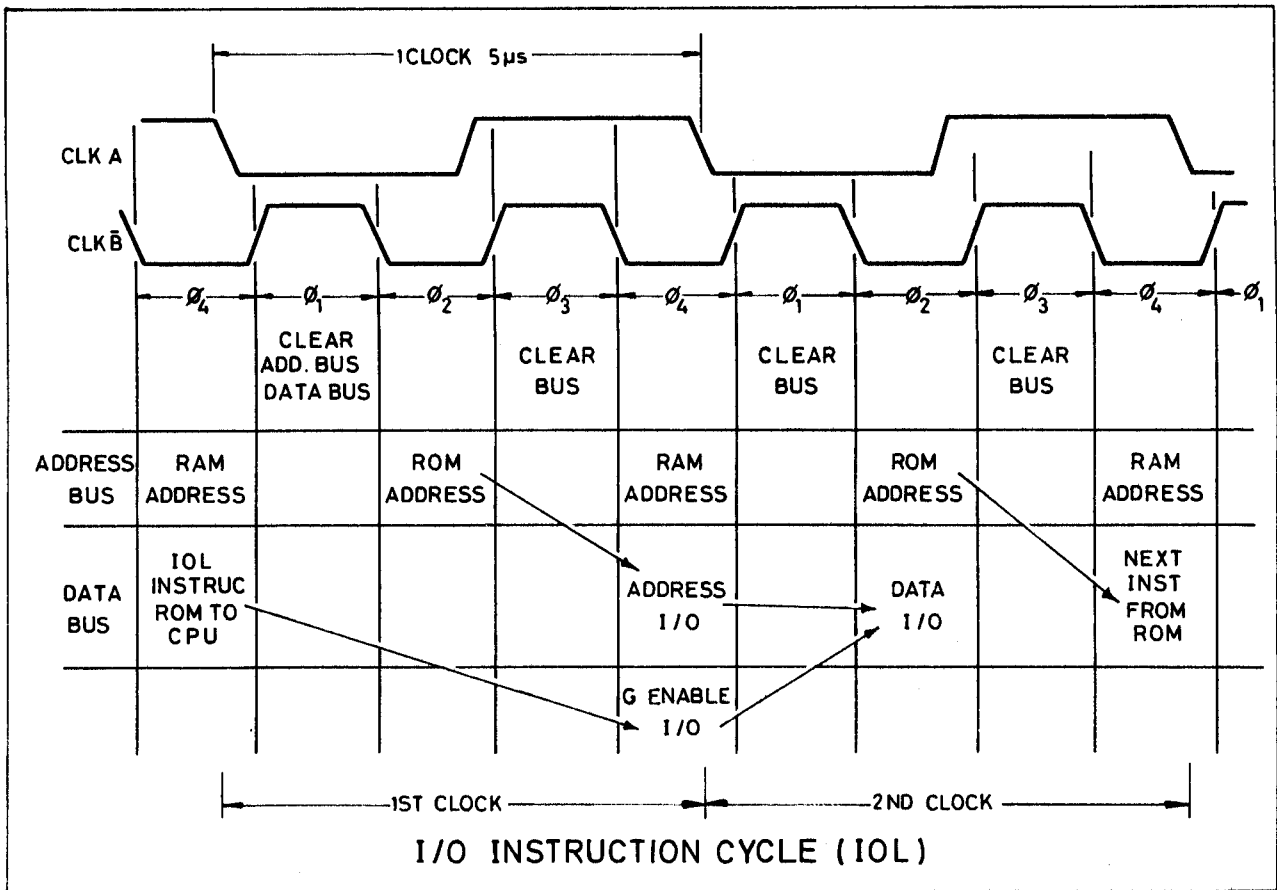 1 CLOCK 5µs
CLK A
CLK B̅
Ø4 Ø1 Ø2 Ø3 Ø4 Ø1 Ø2 Ø3 Ø4 Ø1
CLEAR
ADD. BUS
DATA BUS
CLEAR
BUS
CLEAR
BUS
CLEAR
BUS
ADDRESS
BUS
RAM
ADDRESS
ROM
ADDRESS
RAM
ADDRESS
ROM
ADDRESS
RAM
ADDRESS
DATA
BUS
IOL
INSTRUC
ROM TO
CPU
ADDRESS
I/O
DATA
I/O
NEXT
INST
FROM
ROM
G ENABLE
I/O
1ST CLOCK
2ND CLOCK
I/O INSTRUCTION CYCLE (IOL)